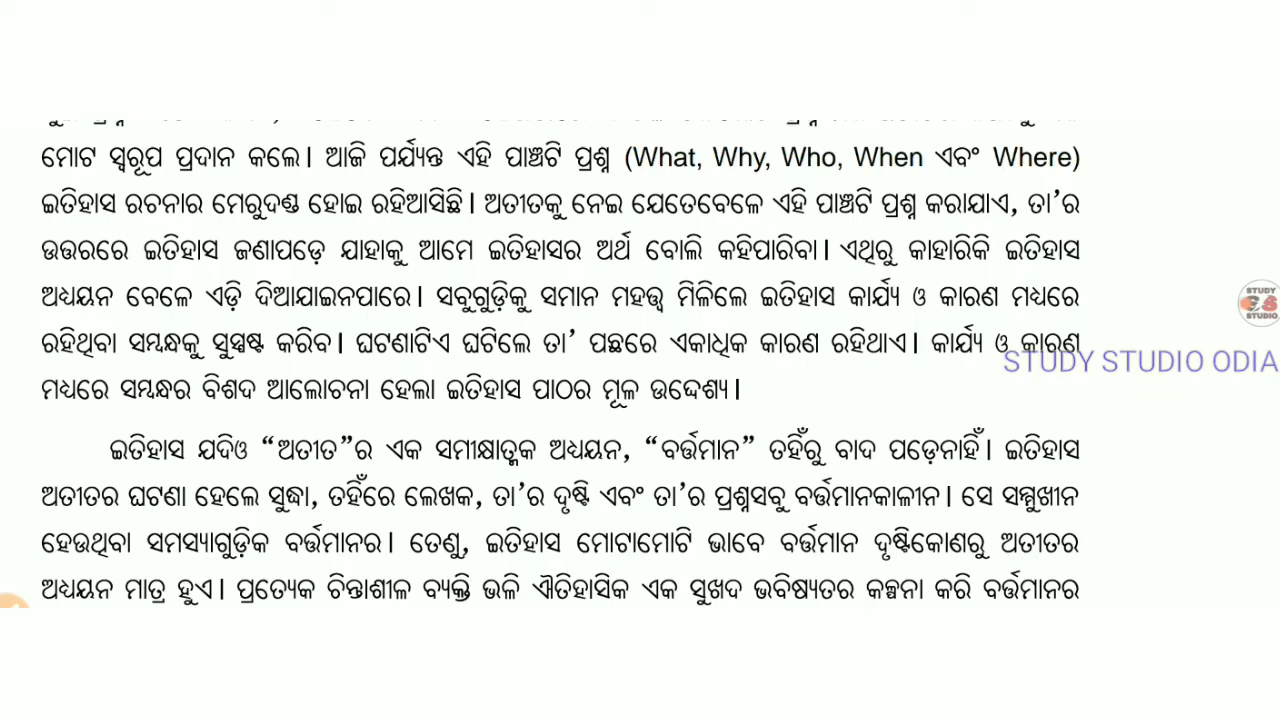 ମୋଟ ସ୍ୱରୂପ ପ୍ରଦାନ କଲେ। ଆଜି ପର୍ଯ୍ୟନ୍ତ ଏହି ପାଞ୍ଚଟି ପ୍ରଶ୍ନ (What, Why, Who, When ଏବଂ Where)
ଇତିହାସ ରଚନାର ମେରୁଦଣ୍ଡ ହୋଇ ରହିଆସିଛି। ଅତୀତକୁ ନେଇ ଯେତେବେଳେ ଏହି ପାଞ୍ଚଟି ପ୍ରଶ୍ନ କରାଯାଏ, ତା’ର
ଉତ୍ତରରେ ଇତିହାସ ଜଣାପଡ଼େ ଯାହାକୁ ଆମେ ଇତିହାସର ଅର୍ଥ ବୋଲି କହିପାରିବା। ଏଥିରୁ କାହାରିକି ଇତିହାସ
ଅଧ୍ୟୟନ ବେଳେ ଏଡ଼ି ଦିଆଯାଇନପାରେ। ସବୁଗୁଡ଼ିକୁ ସମାନ ମହତ୍ତ୍ୱ ମିଳିଲେ ଇତିହାସ କାର୍ଯ୍ୟ ଓ କାରଣ ମଧ୍ୟରେ
ରହିଥିବା ସମ୍ବନ୍ଧକୁ ସୁସ୍ପଷ୍ଟ କରିବ। ଘଟଣାଟିଏ ଘଟିଲେ ତା’ ପଛରେ ଏକାଧିକ କାରଣ ରହିଥାଏ। କାର୍ଯ୍ୟ ଓ କାରଣ
ମଧ୍ୟରେ ସମ୍ବନ୍ଧର ବିଶଦ ଆଲୋଚନା ହେଲା ଇତିହାସ ପାଠର ମୂଳ ଉଦ୍ଦେଶ୍ୟ।
ଇତିହାସ ଯଦିଓ “ଅତୀତ”ର ଏକ ସମୀକ୍ଷାତ୍ମକ ଅଧ୍ୟୟନ, “ବର୍ତ୍ତମାନ” ତହିଁରୁ ବାଦ ପଡ଼େନାହିଁ। ଇତିହାସ
ଅତୀତର ଘଟଣା ହେଲେ ସୁଦ୍ଧା, ତହିଁରେ ଲେଖକ, ତା’ର ଦୃଷ୍ଟି ଏବଂ ତା’ର ପ୍ରଶ୍ନସବୁ ବର୍ତ୍ତମାନକାଳୀନ। ସେ ସମ୍ମୁଖୀନ
ହେଉଥିବା ସମସ୍ୟାଗୁଡ଼ିକ ବର୍ତ୍ତମାନର। ତେଣୁ, ଇତିହାସ ମୋଟାମୋଟି ଭାବେ ବର୍ତ୍ତମାନ ଦୃଷ୍ଟିକୋଣରୁ ଅତୀତର
ଅଧ୍ୟୟନ ମାତ୍ର ହୁଏ। ପ୍ରତ୍ୟେକ ଚିନ୍ତାଶୀଳ ବ୍ୟକ୍ତି ଭଳି ଐତିହାସିକ ଏକ ସୁଖଦ ଭବିଷ୍ୟତର କଳ୍ପନା କରି ବର୍ତ୍ତମାନର
STUDY
STUDIO
STUDY STUDIO ODIA